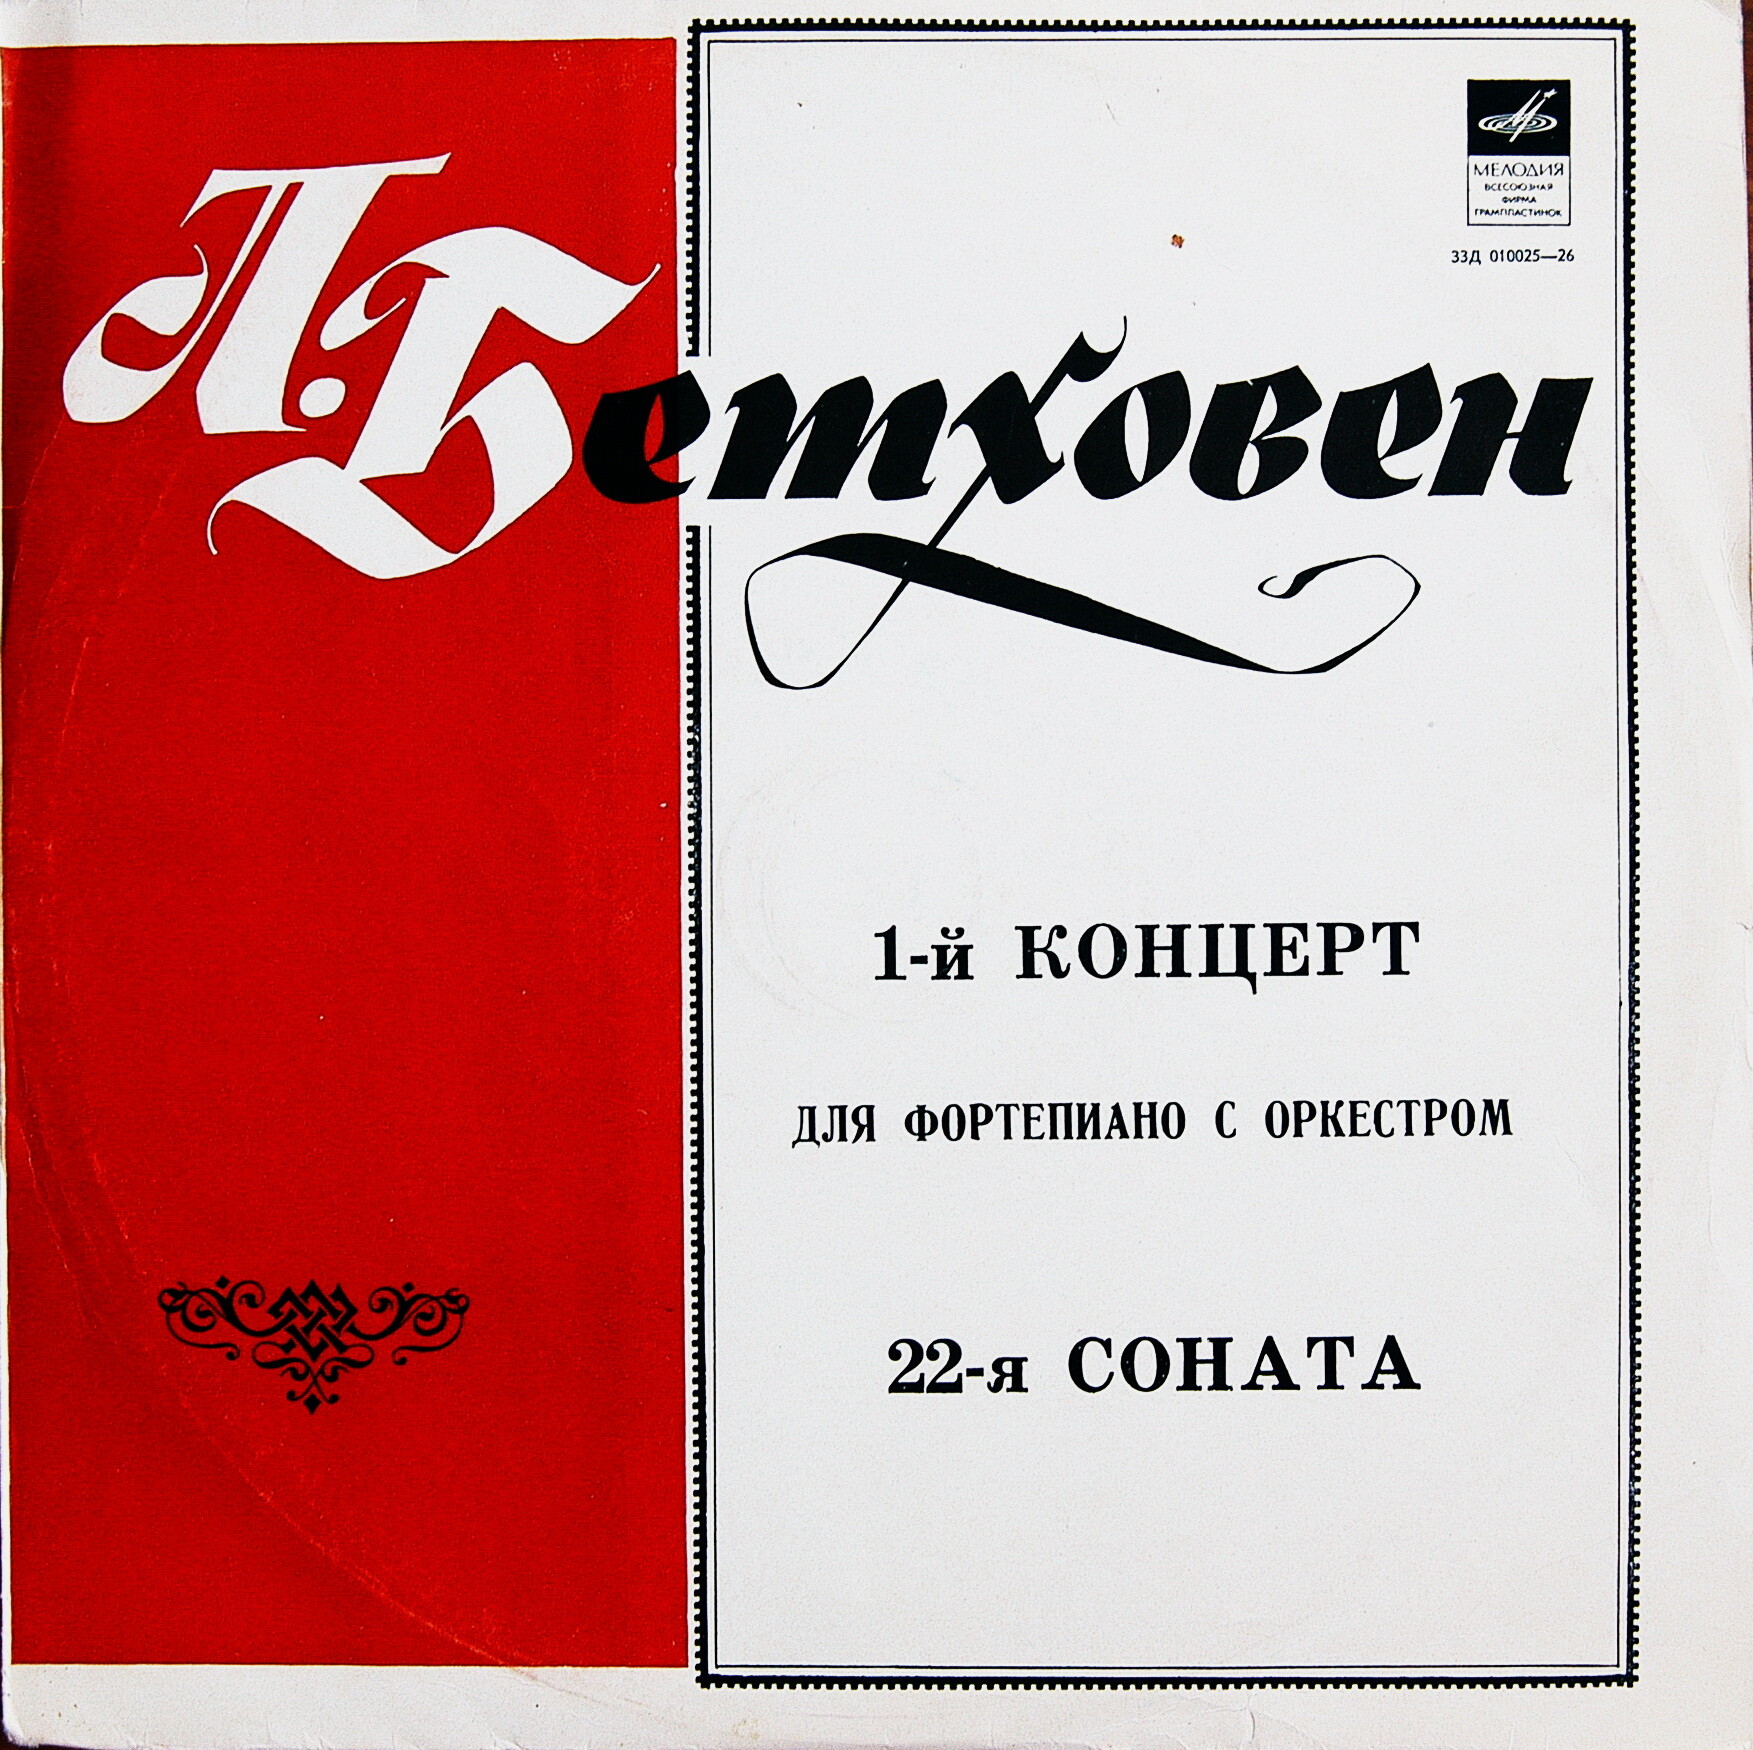 МЕЛОДИЯ
ВСЕСОЮЗНАЯ
ФИРМА
ГРАМПЛАСТИНОК
33Д 010025—26
Л. Бетховен
1-й КОНЦЕРТ
ДЛЯ ФОРТЕПИАНО С ОРКЕСТРОМ
22-я СОНАТА